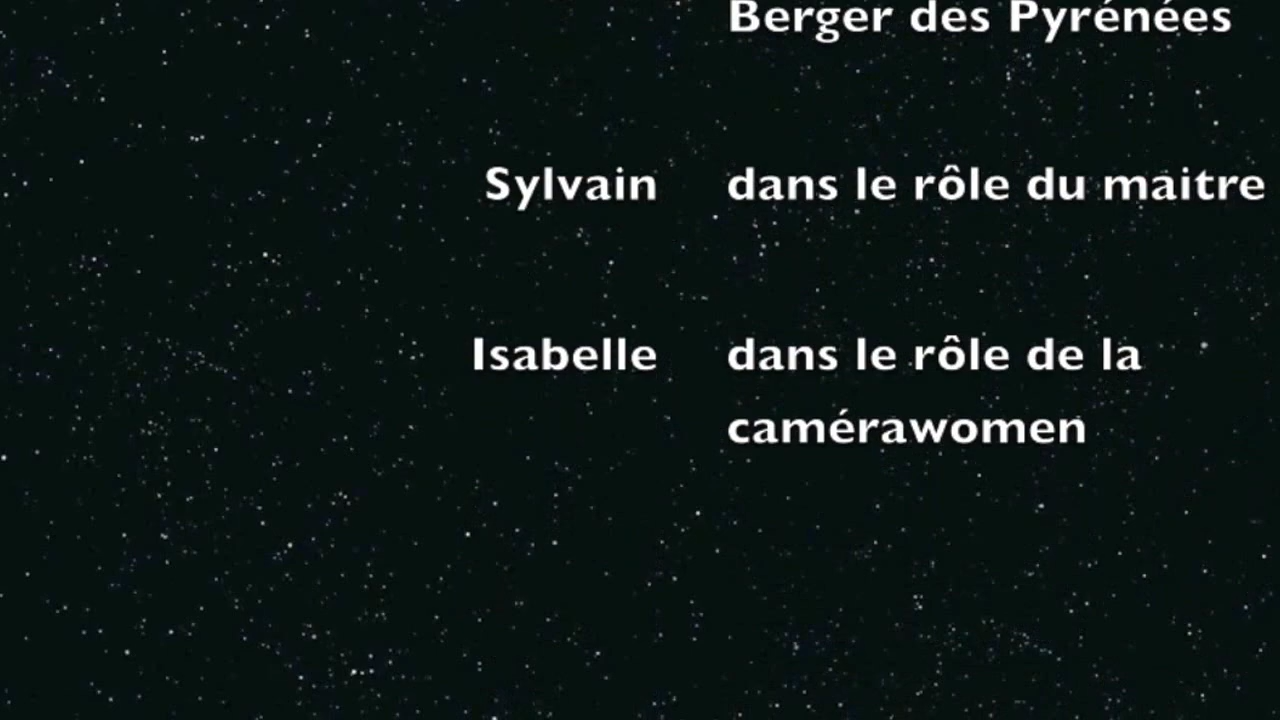 Berger des Pyrénées
Sylvain dans le rôle du maitre
Isabelle dans le rôle de la
camérawomen